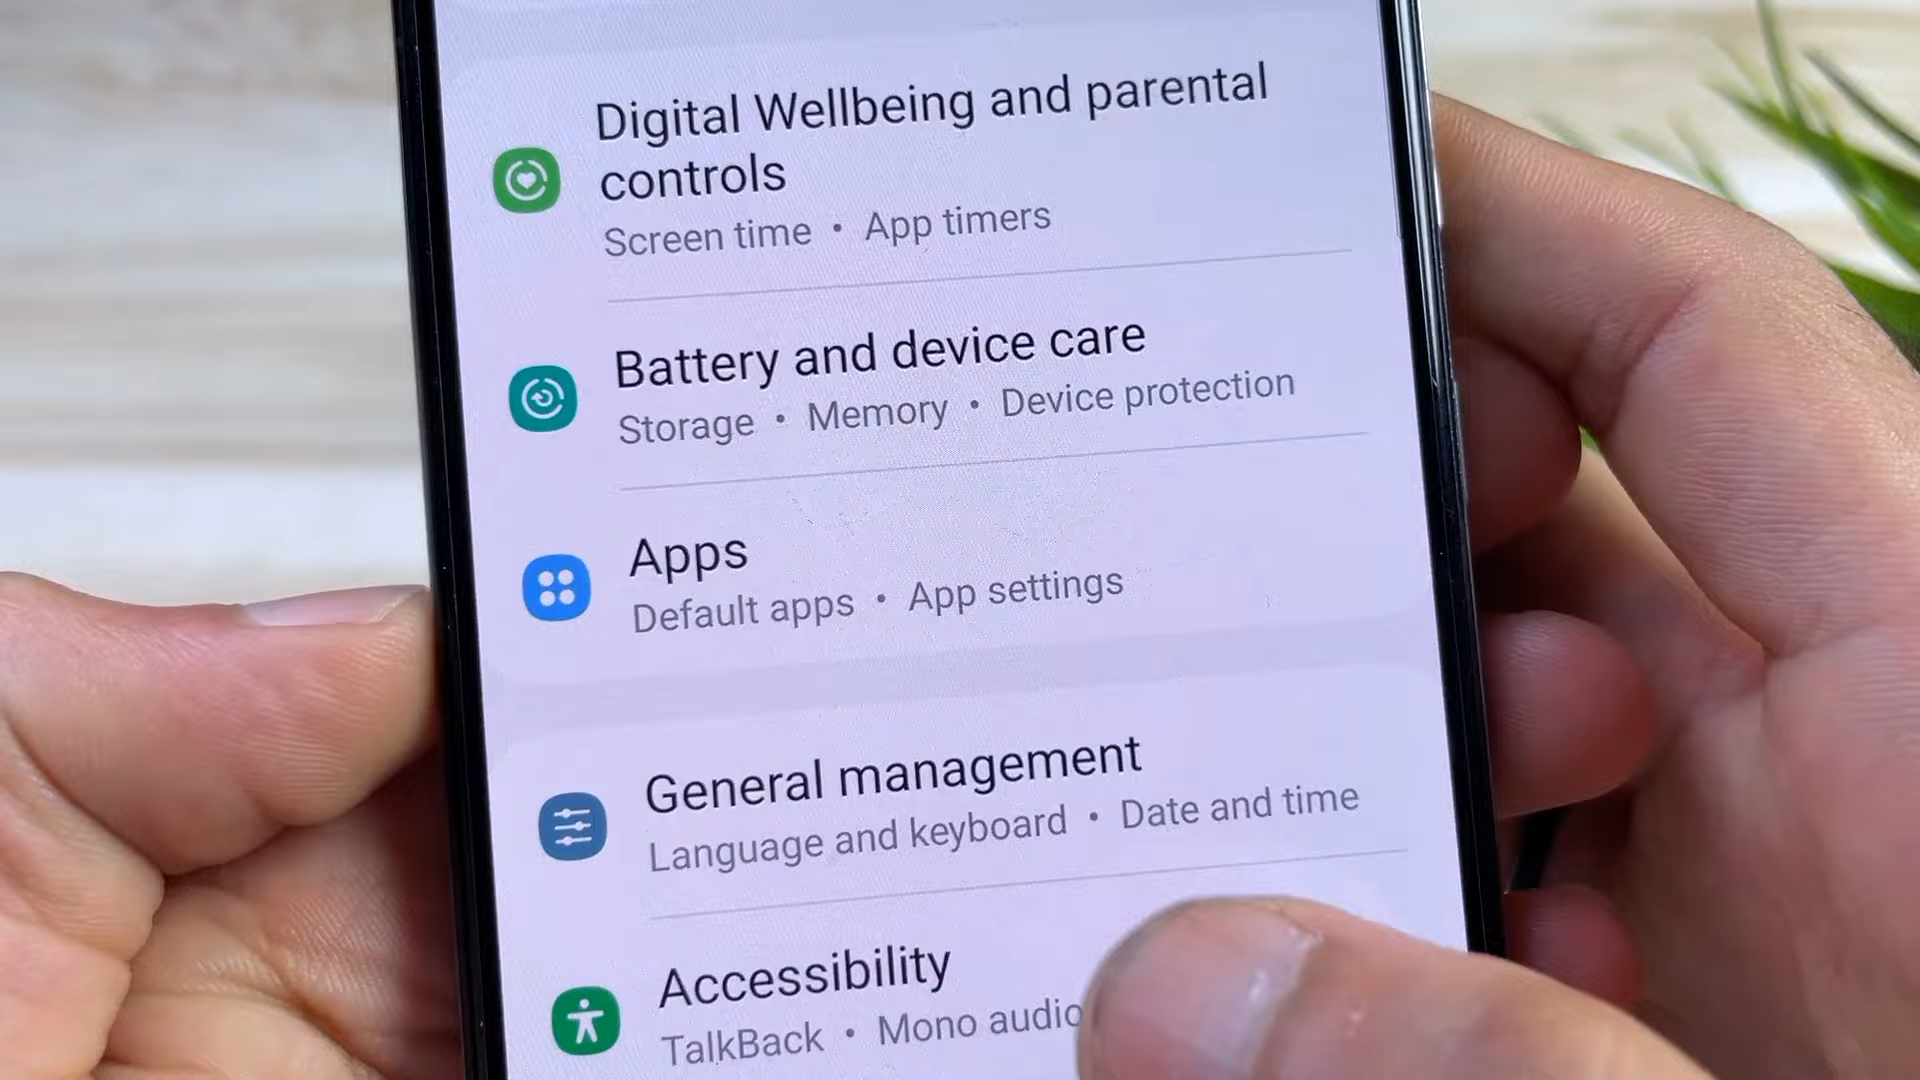 Digital Wellbeing and parental
controls
Screen time • App timers
Battery and device care
Storage • Memory • Device protection
Apps
Default apps • App settings
General management
Language and keyboard • Date and time
Accessibility
TalkBack • Mono audio